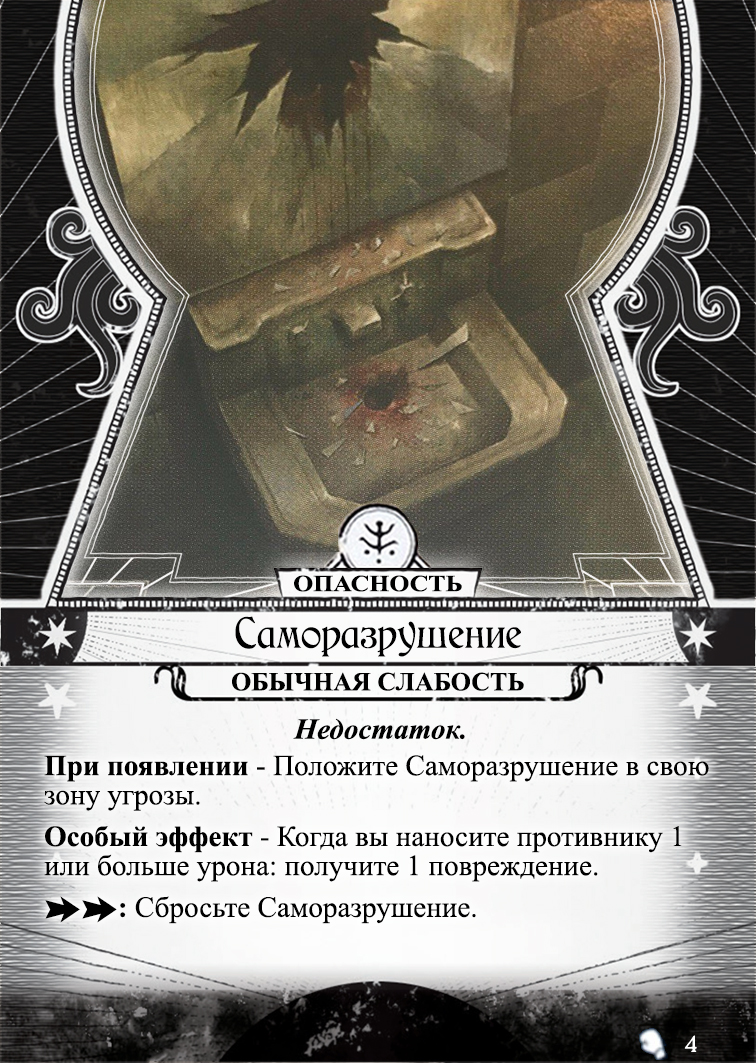 ОПАСНОСТЬ
Саморазрушение
ОБЫЧНАЯ СЛАБОСТЬ
Недостаток.
При появлении - Положите Саморазрушение в свою
зону угрозы.
Особый эффект - Когда вы наносите противнику 1
или больше урона: получите 1 повреждение.
: Сбросьте Саморазрушение.
4